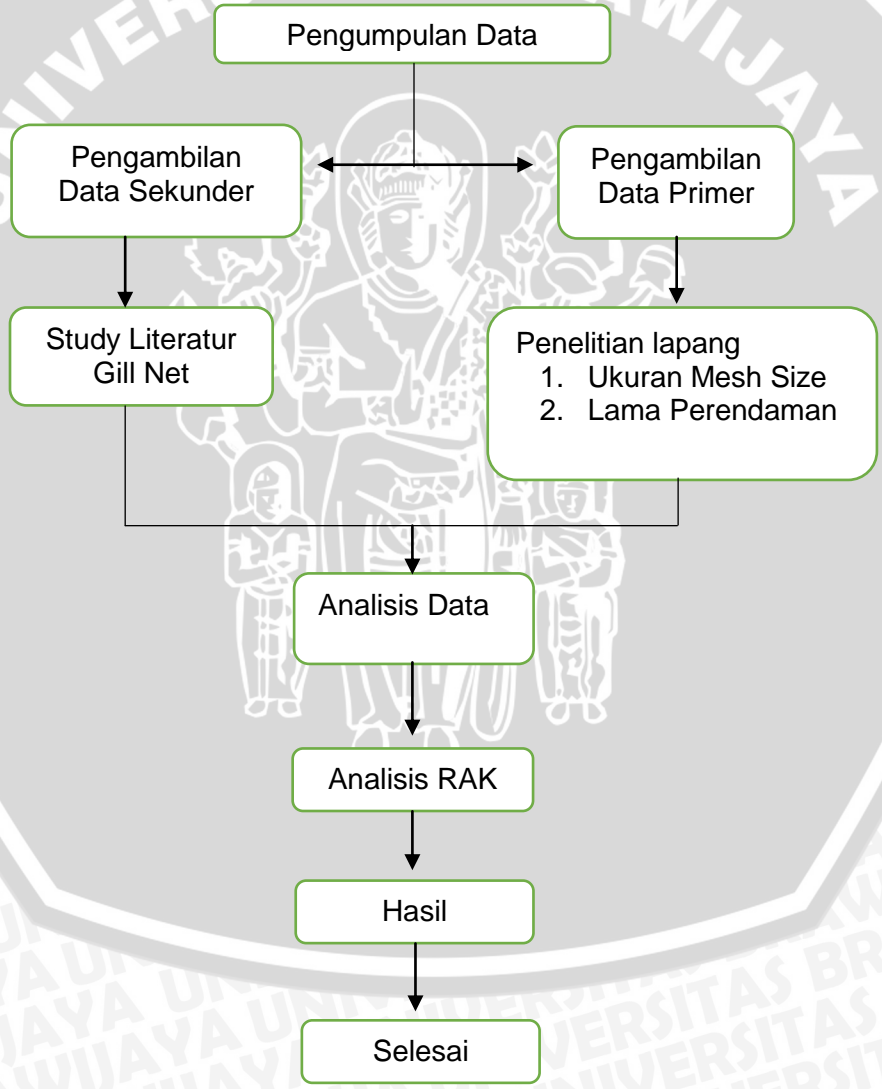 Pengumpulan Data
Pengambilan
Data Sekunder
Pengambilan
Data Primer
Study Literatur
Gill Net
Penelitian lapang
1. Ukuran Mesh Size
2. Lama Perendaman
Analisis Data
Analisis RAK
Hasil
Selesai